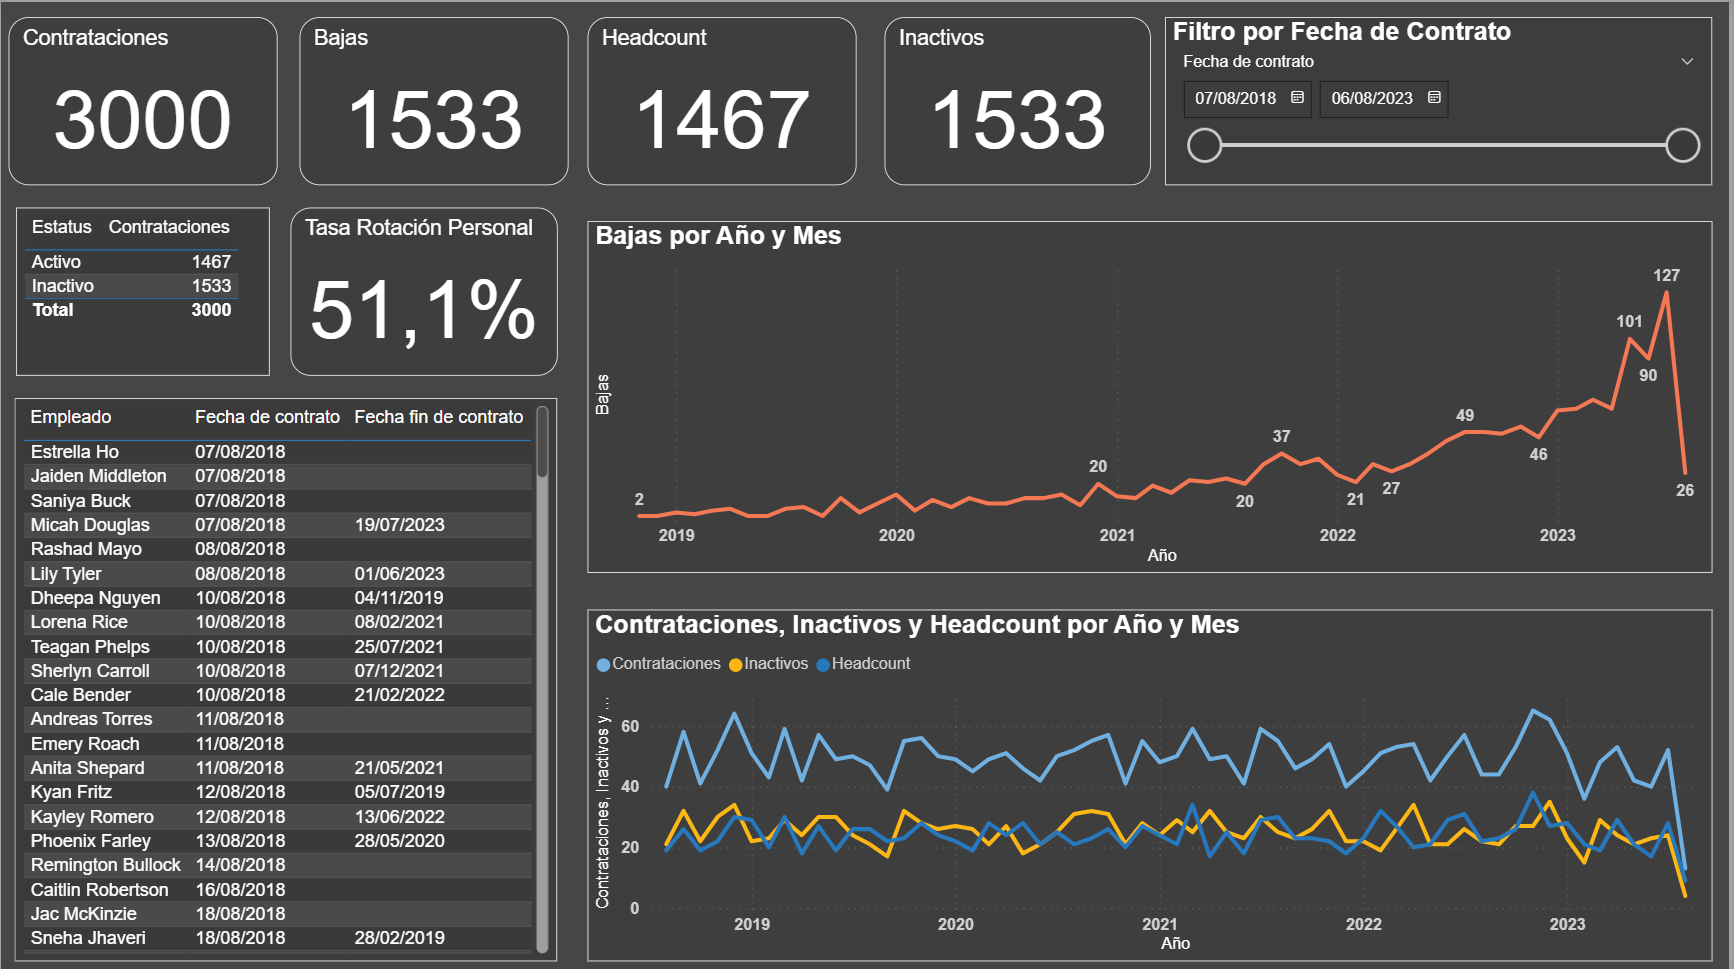 Contrataciones
3000
Bajas
1533
Headcount
1467
Inactivos
1533
Filtro por Fecha de Contrato
Fecha de contrato
07/08/2018 06/08/2023
Estatus Contrataciones
Activo 1467
Inactivo 1533
Total 3000
Tasa Rotación Personal
51,1%
Empleado Fecha de contrato Fecha fin de contrato
Estrella Ho 07/08/2018
Jaiden Middleton 07/08/2018
Saniya Buck 07/08/2018
Micah Douglas 07/08/2018 19/07/2023
Rashad Mayo 08/08/2018
Lily Tyler 08/08/2018 01/06/2023
Dheepa Nguyen 10/08/2018 04/11/2019
Lorena Rice 10/08/2018 08/02/2021
Teagan Phelps 10/08/2018 25/07/2021
Sherlyn Carroll 10/08/2018 07/12/2021
Cale Bender 10/08/2018 21/02/2022
Andreas Torres 11/08/2018
Emery Roach 11/08/2018
Anita Shepard 11/08/2018 21/05/2021
Kyan Fritz 12/08/2018 05/07/2019
Kayley Romero 12/08/2018 13/06/2022
Phoenix Farley 13/08/2018 28/05/2020
Remington Bullock 14/08/2018
Caitlin Robertson 16/08/2018
Jac McKinzie 18/08/2018
Sneha Jhaveri 18/08/2018 28/02/2019
Bajas por Año y Mes
Bajas
2 20 20 37 21 27 49 46 101 90 127 26
2019 2020 2021 2022 2023
Año
Contrataciones, Inactivos y Headcount por Año y Mes
Contrataciones Inactivos Headcount
Contrataciones, Inactivos y ...
60
40
20
0
2019 2020 2021 2022 2023
Año